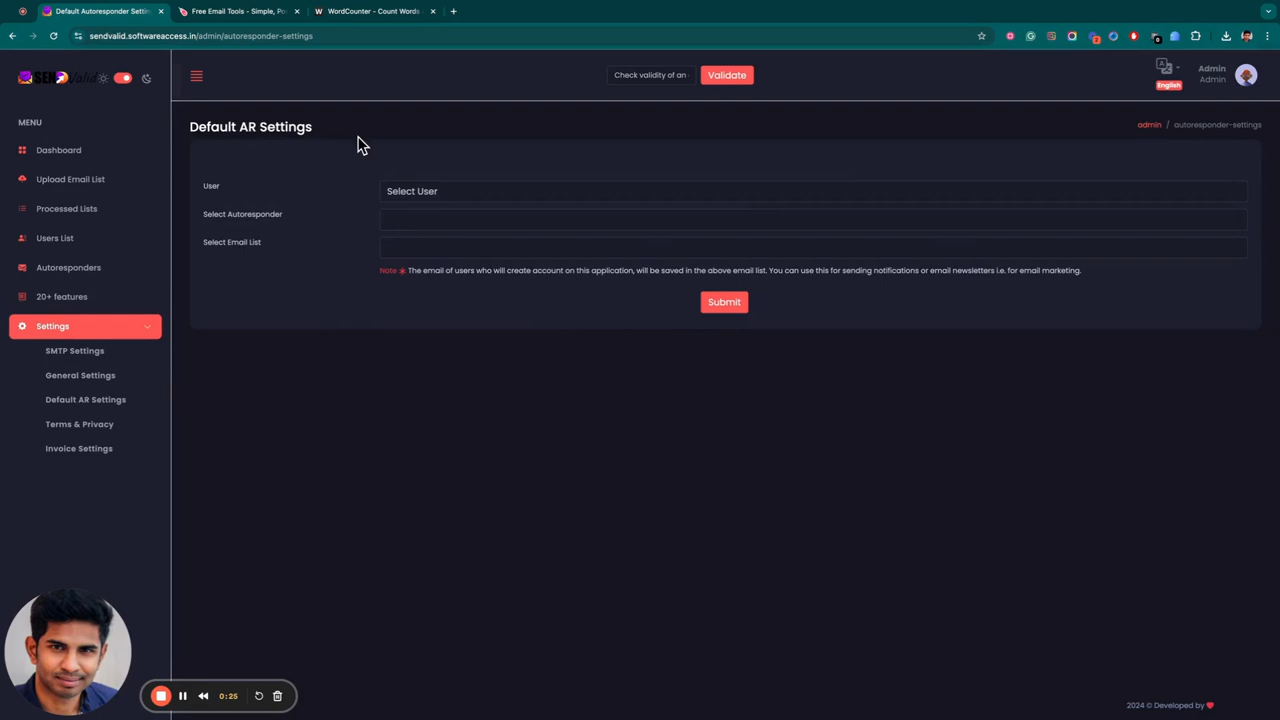 Default Autoresponder Settin
Free Email Tools - Simple, Po
WordCounter - Count Words
sendvalid.softwareaccess.in/admin/autoresponder-settings
SENDValid
Check validity of an
Validate
English
Admin
Admin
MENU
Dashboard
Upload Email List
Processed Lists
Users List
Autoresponders
20+ features
Settings
SMTP Settings
General Settings
Default AR Settings
Terms & Privacy
Invoice Settings
Default AR Settings
admin / autoresponder-settings
User
Select User
Select Autoresponder
Select Email List
Note * The email of users who will create account on this application, will be saved in the above email list. You can use this for sending notifications or email newsletters i.e. for email marketing.
Submit
0:25
2024 © Developed by